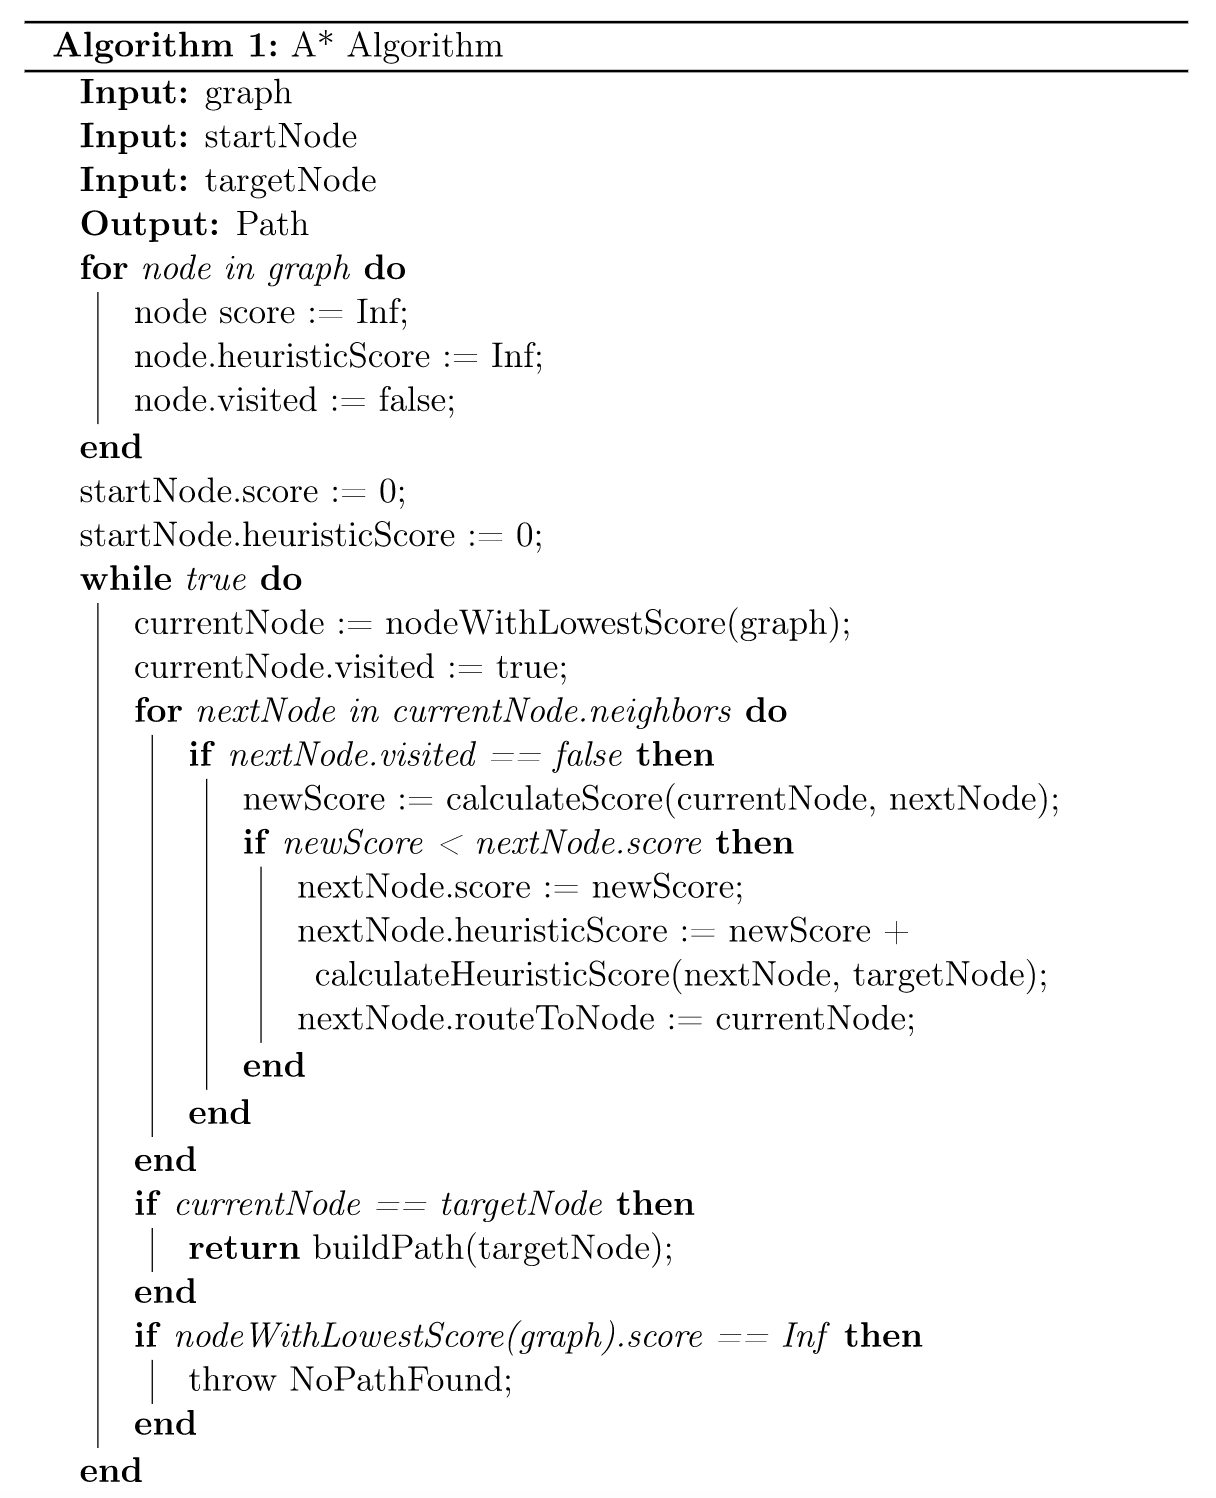 Algorithm 1: A* Algorithm
Input: graph
Input: startNode
Input: targetNode
Output: Path
for node in graph do
node score := Inf;
node.heuristicScore := Inf;
node.visited := false;
end
startNode.score := 0;
startNode.heuristicScore := 0;
while true do
currentNode := nodeWithLowestScore(graph);
currentNode.visited := true;
for nextNode in currentNode.neighbors do
if nextNode.visited == false then
newScore := calculateScore(currentNode, nextNode);
if newScore < nextNode.score then
nextNode.score := newScore;
nextNode.heuristicScore := newScore +
calculateHeuristicScore(nextNode, targetNode);
nextNode.routeToNode := currentNode;
end
end
end
if currentNode == targetNode then
return buildPath(targetNode);
end
if nodeWithLowestScore(graph).score == Inf then
throw NoPathFound;
end
end